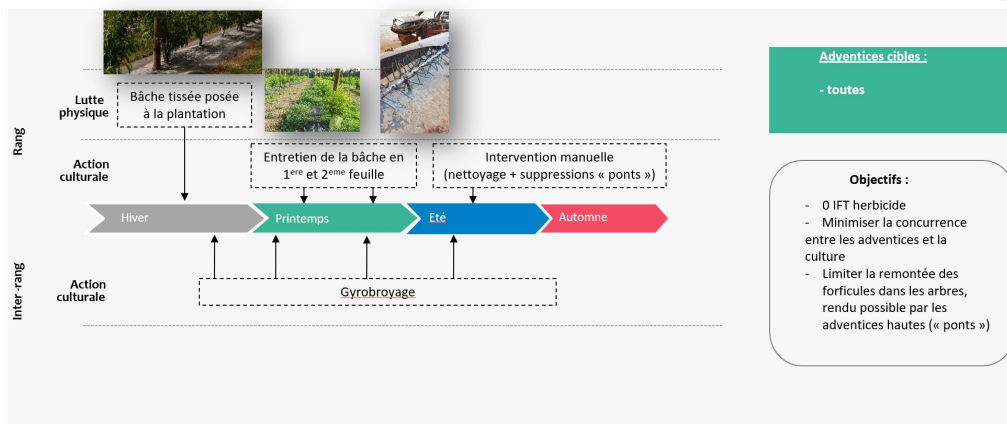 Adventices cibles :
- toutes
Rang
Lutte
physique
Bâche tissée posée
à la plantation
Action
culturale
Entretien de la bâche en
1ere et 2eme feuille
Intervention manuelle
(nettoyage + suppressions « ponts »)
Hiver
Printemps
Eté
Automne
Inter-rang
Action
culturale
Gyrobroyage
Objectifs :
- 0 IFT herbicide
- Minimiser la concurrence
entre les adventices et la
culture
- Limiter la remontée des
forficules dans les arbres,
rendu possible par les
adventices hautes (« ponts »)